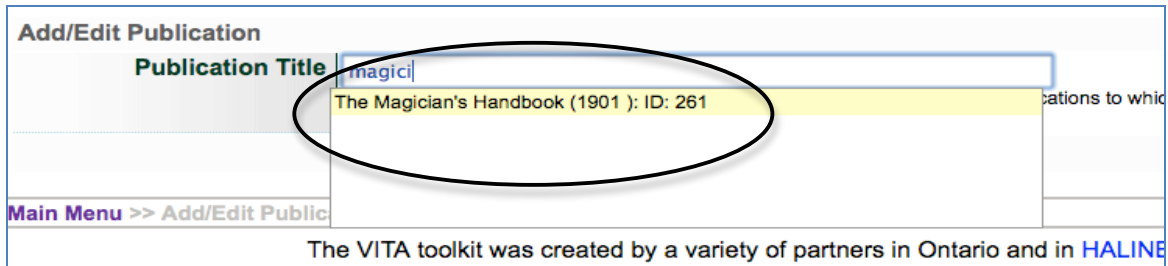 Add/Edit Publication
Publication Title magici
The Magician's Handbook (1901 ): ID: 261
cations to whic
Main Menu >> Add/Edit Public
The VITA toolkit was created by a variety of partners in Ontario and in HALINE